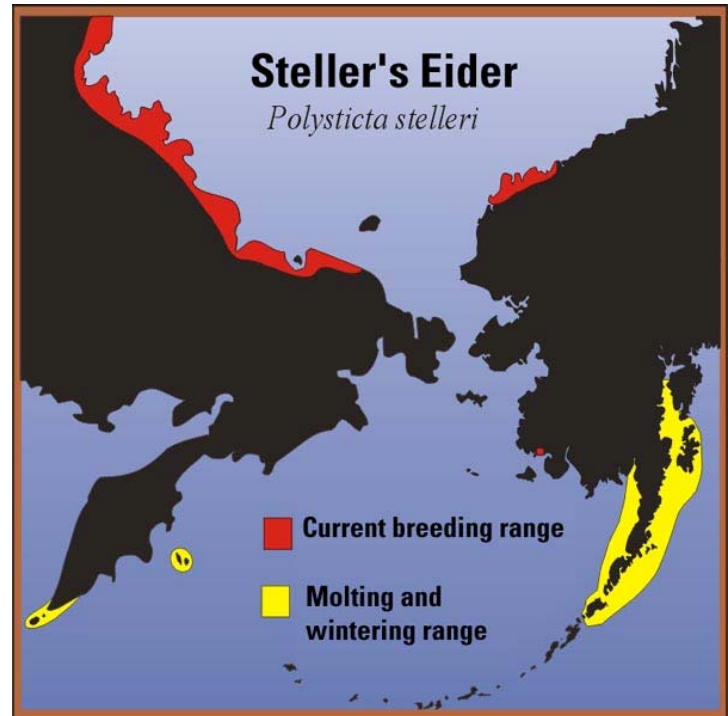 Steller's Eider
Polysticta stelleri
Current breeding range
Molting and
wintering range